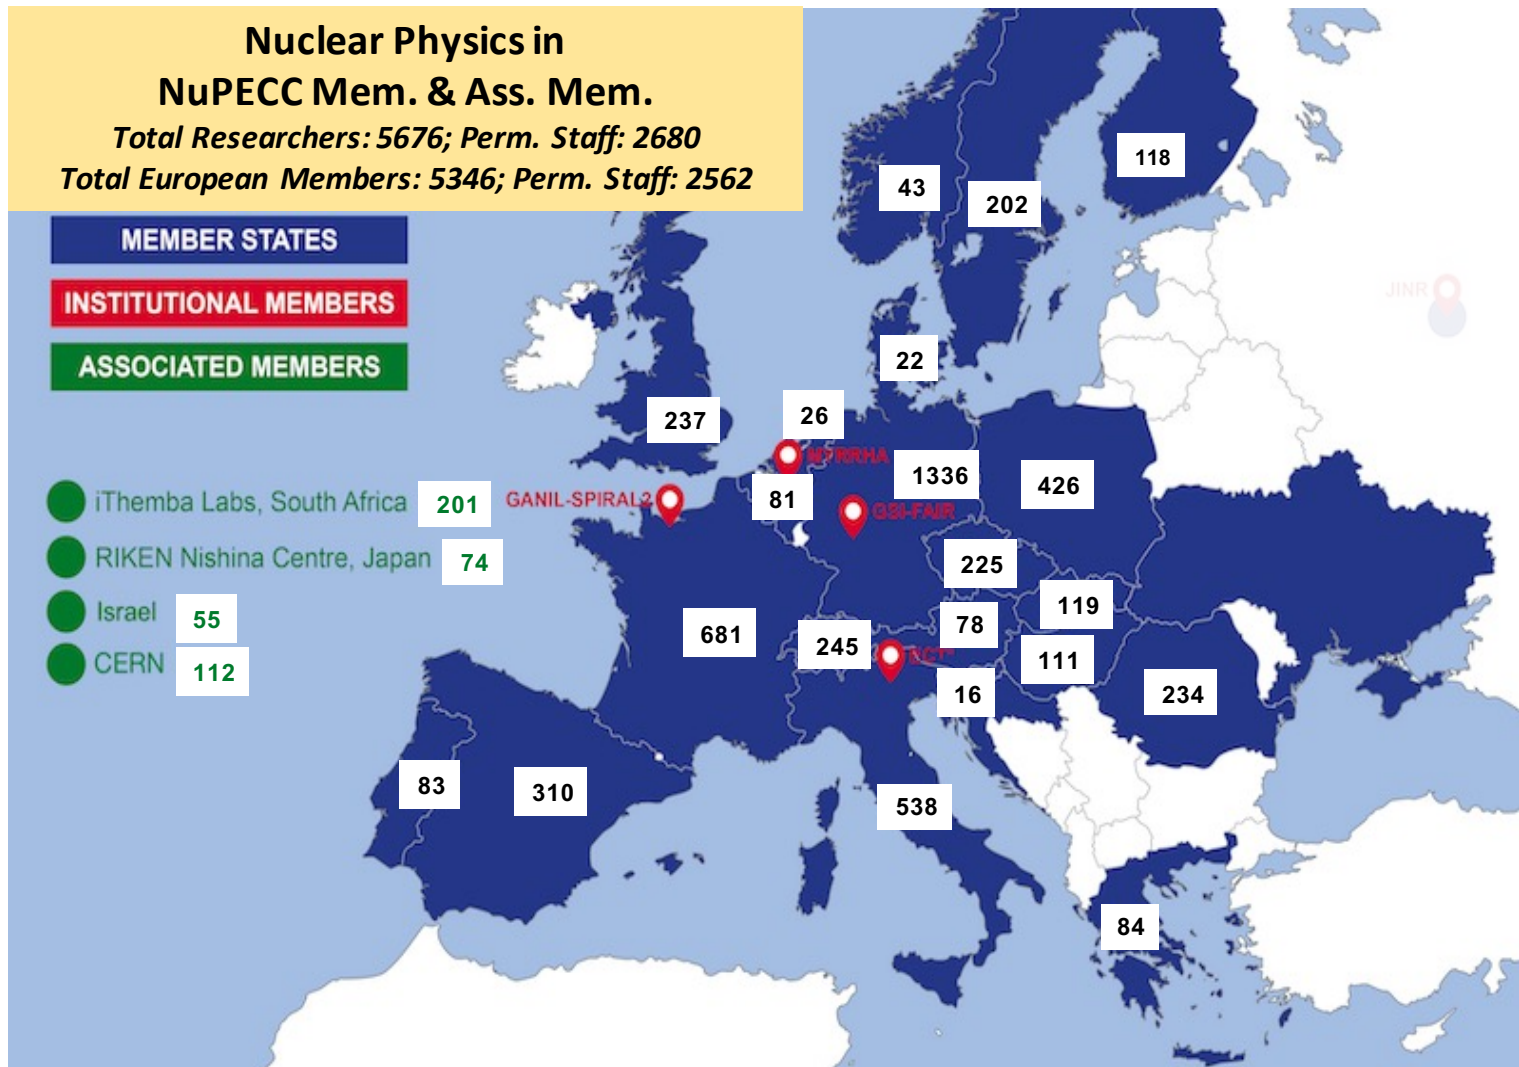 Nuclear Physics in
NuPECC Mem. & Ass. Mem.
Total Researchers: 5676; Perm. Staff: 2680
Total European Members: 5346; Perm. Staff: 2562
MEMBER STATES
INSTITUTIONAL MEMBERS
ASSOCIATED MEMBERS
118
43
202
JINR
22
26
237
MYRRHA
1336
426
81
iThemba Labs, South Africa 201
GANIL-SPIRAL2
GSI-FAIR
RIKEN Nishina Centre, Japan 74
225
Israel 55
119
78
681
245
ECT*
111
CERN 112
16
234
83
310
538
84